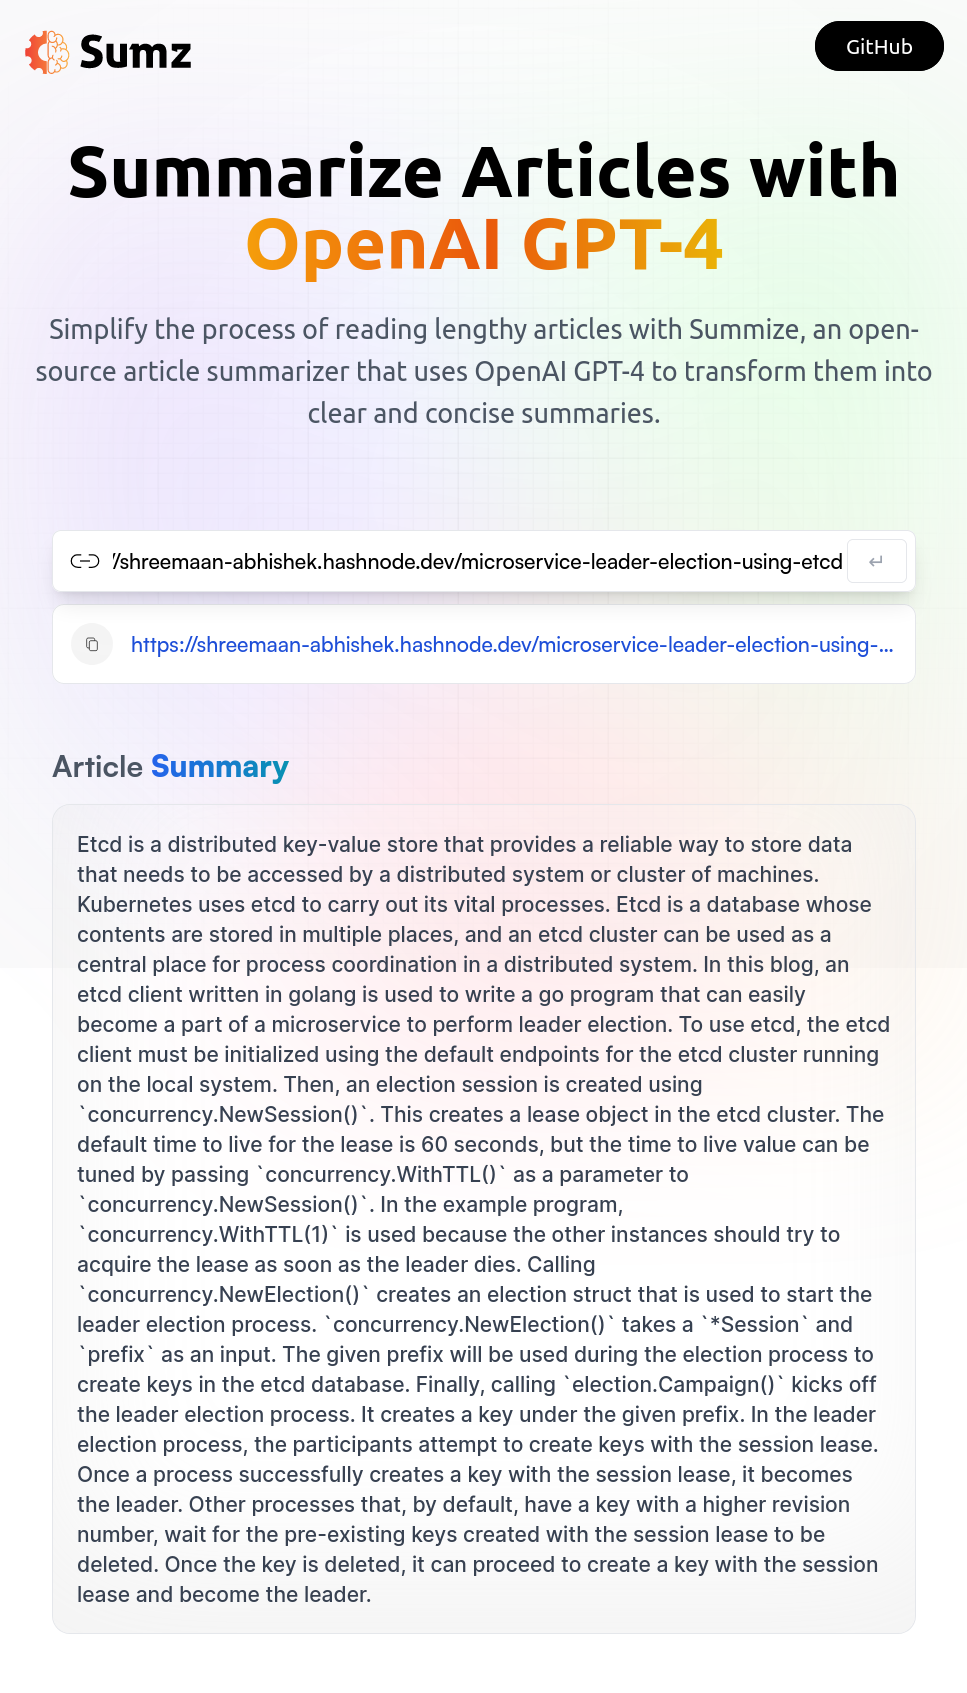 Sumz
GitHub
Summarize Articles with
OpenAI GPT-4
Simplify the process of reading lengthy articles with Summize, an open-
source article summarizer that uses OpenAI GPT-4 to transform them into
clear and concise summaries.
//shreemaan-abhishek.hashnode.dev/microservice-leader-election-using-etcd
https://shreemaan-abhishek.hashnode.dev/microservice-leader-election-using-...
Article Summary
Etcd is a distributed key-value store that provides a reliable way to store data
that needs to be accessed by a distributed system or cluster of machines.
Kubernetes uses etcd to carry out its vital processes. Etcd is a database whose
contents are stored in multiple places, and an etcd cluster can be used as a
central place for process coordination in a distributed system. In this blog, an
etcd client written in golang is used to write a go program that can easily
become a part of a microservice to perform leader election. To use etcd, the etcd
client must be initialized using the default endpoints for the etcd cluster running
on the local system. Then, an election session is created using
`concurrency.NewSession()`. This creates a lease object in the etcd cluster. The
default time to live for the lease is 60 seconds, but the time to live value can be
tuned by passing `concurrency.WithTTL()` as a parameter to
`concurrency.NewSession()`. In the example program,
`concurrency.WithTTL(1)` is used because the other instances should try to
acquire the lease as soon as the leader dies. Calling
`concurrency.NewElection()` creates an election struct that is used to start the
leader election process. `concurrency.NewElection()` takes a `*Session` and
`prefix` as an input. The given prefix will be used during the election process to
create keys in the etcd database. Finally, calling `election.Campaign()` kicks off
the leader election process. It creates a key under the given prefix. In the leader
election process, the participants attempt to create keys with the session lease.
Once a process successfully creates a key with the session lease, it becomes
the leader. Other processes that, by default, have a key with a higher revision
number, wait for the pre-existing keys created with the session lease to be
deleted. Once the key is deleted, it can proceed to create a key with the session
lease and become the leader.